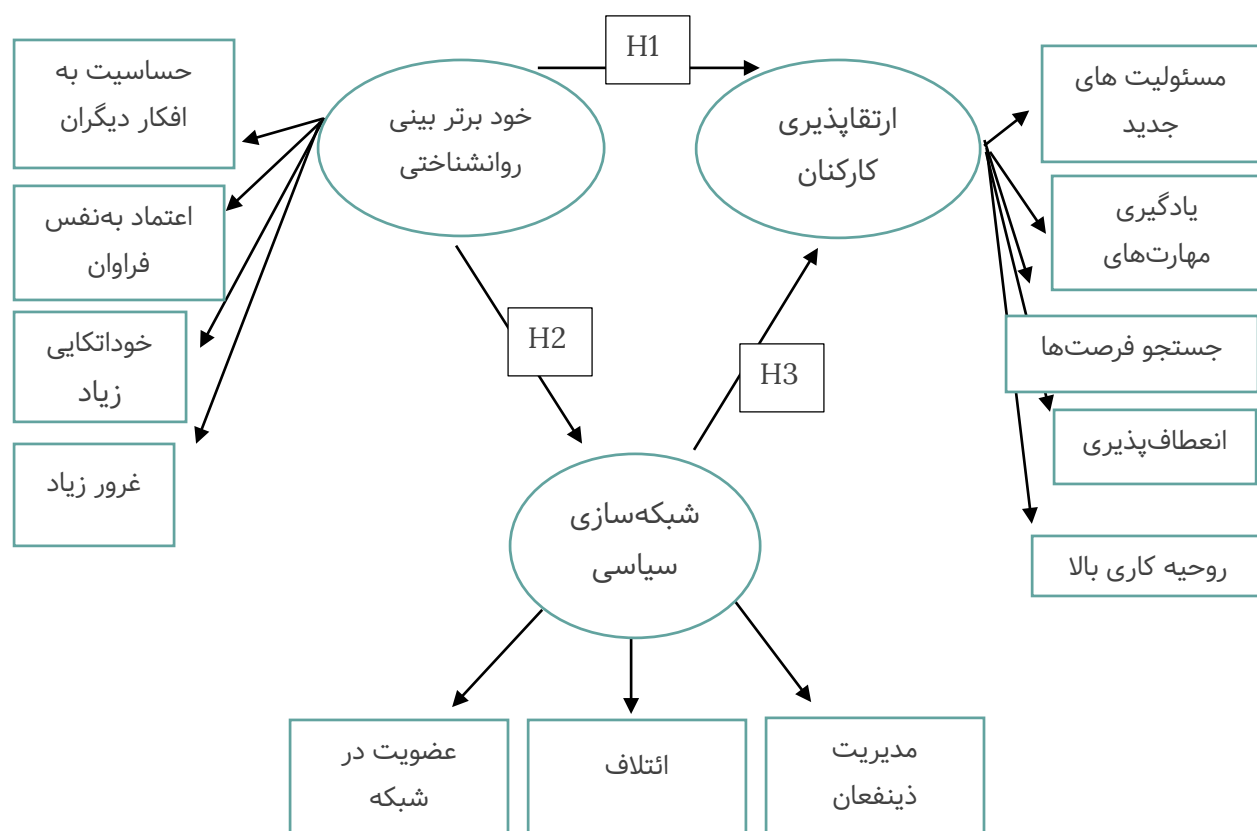 H1
حساسیت به
افکار دیگران
خود برتر بینی
روانشناختی
ارتقاپذیری
کارکنان
مسئولیت های
جدید
اعتماد به‌نفس
فراوان
یادگیری
مهارت‌های
خوداتکایی
زیاد
H2
H3
جستجو فرصت‌ها
غرور زیاد
انعطاف‌پذیری
شبکه‌سازی
سیاسی
روحیه کاری بالا
عضویت در
شبکه
ائتلاف
مدیریت
ذینفعان